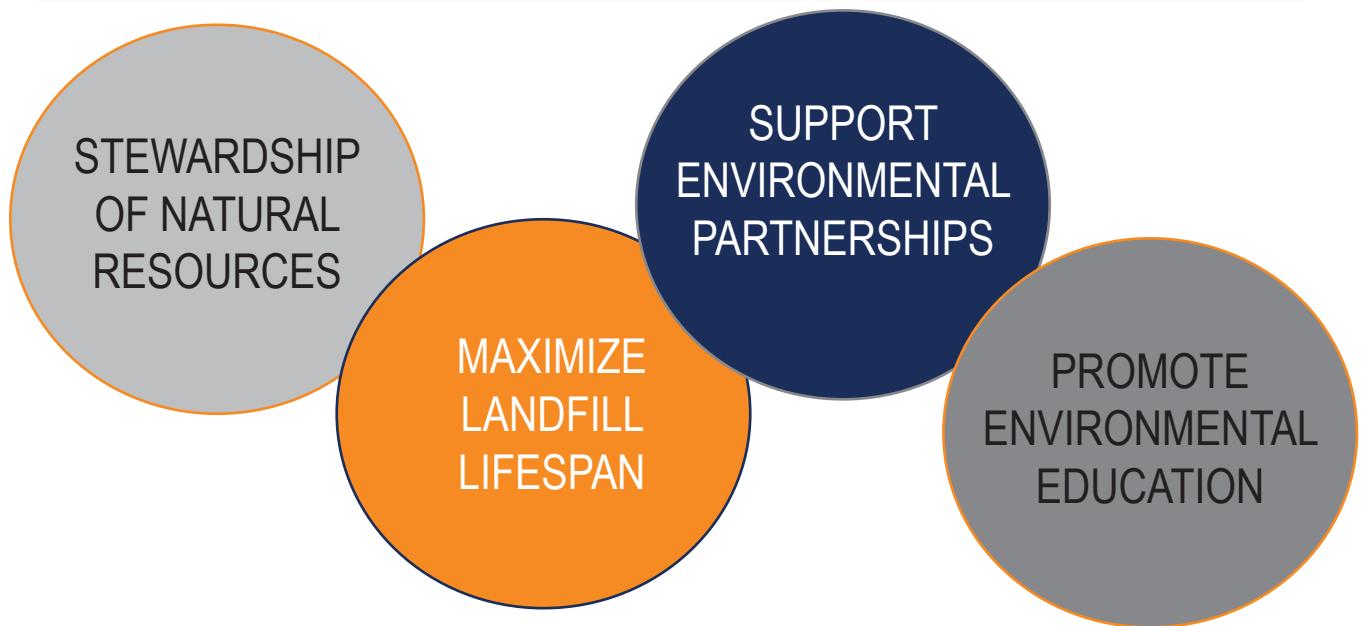 STEWARDSHIP
OF NATURAL
RESOURCES
MAXIMIZE
LANDFILL
LIFESPAN
SUPPORT
ENVIRONMENTAL
PARTNERSHIPS
PROMOTE
ENVIRONMENTAL
EDUCATION